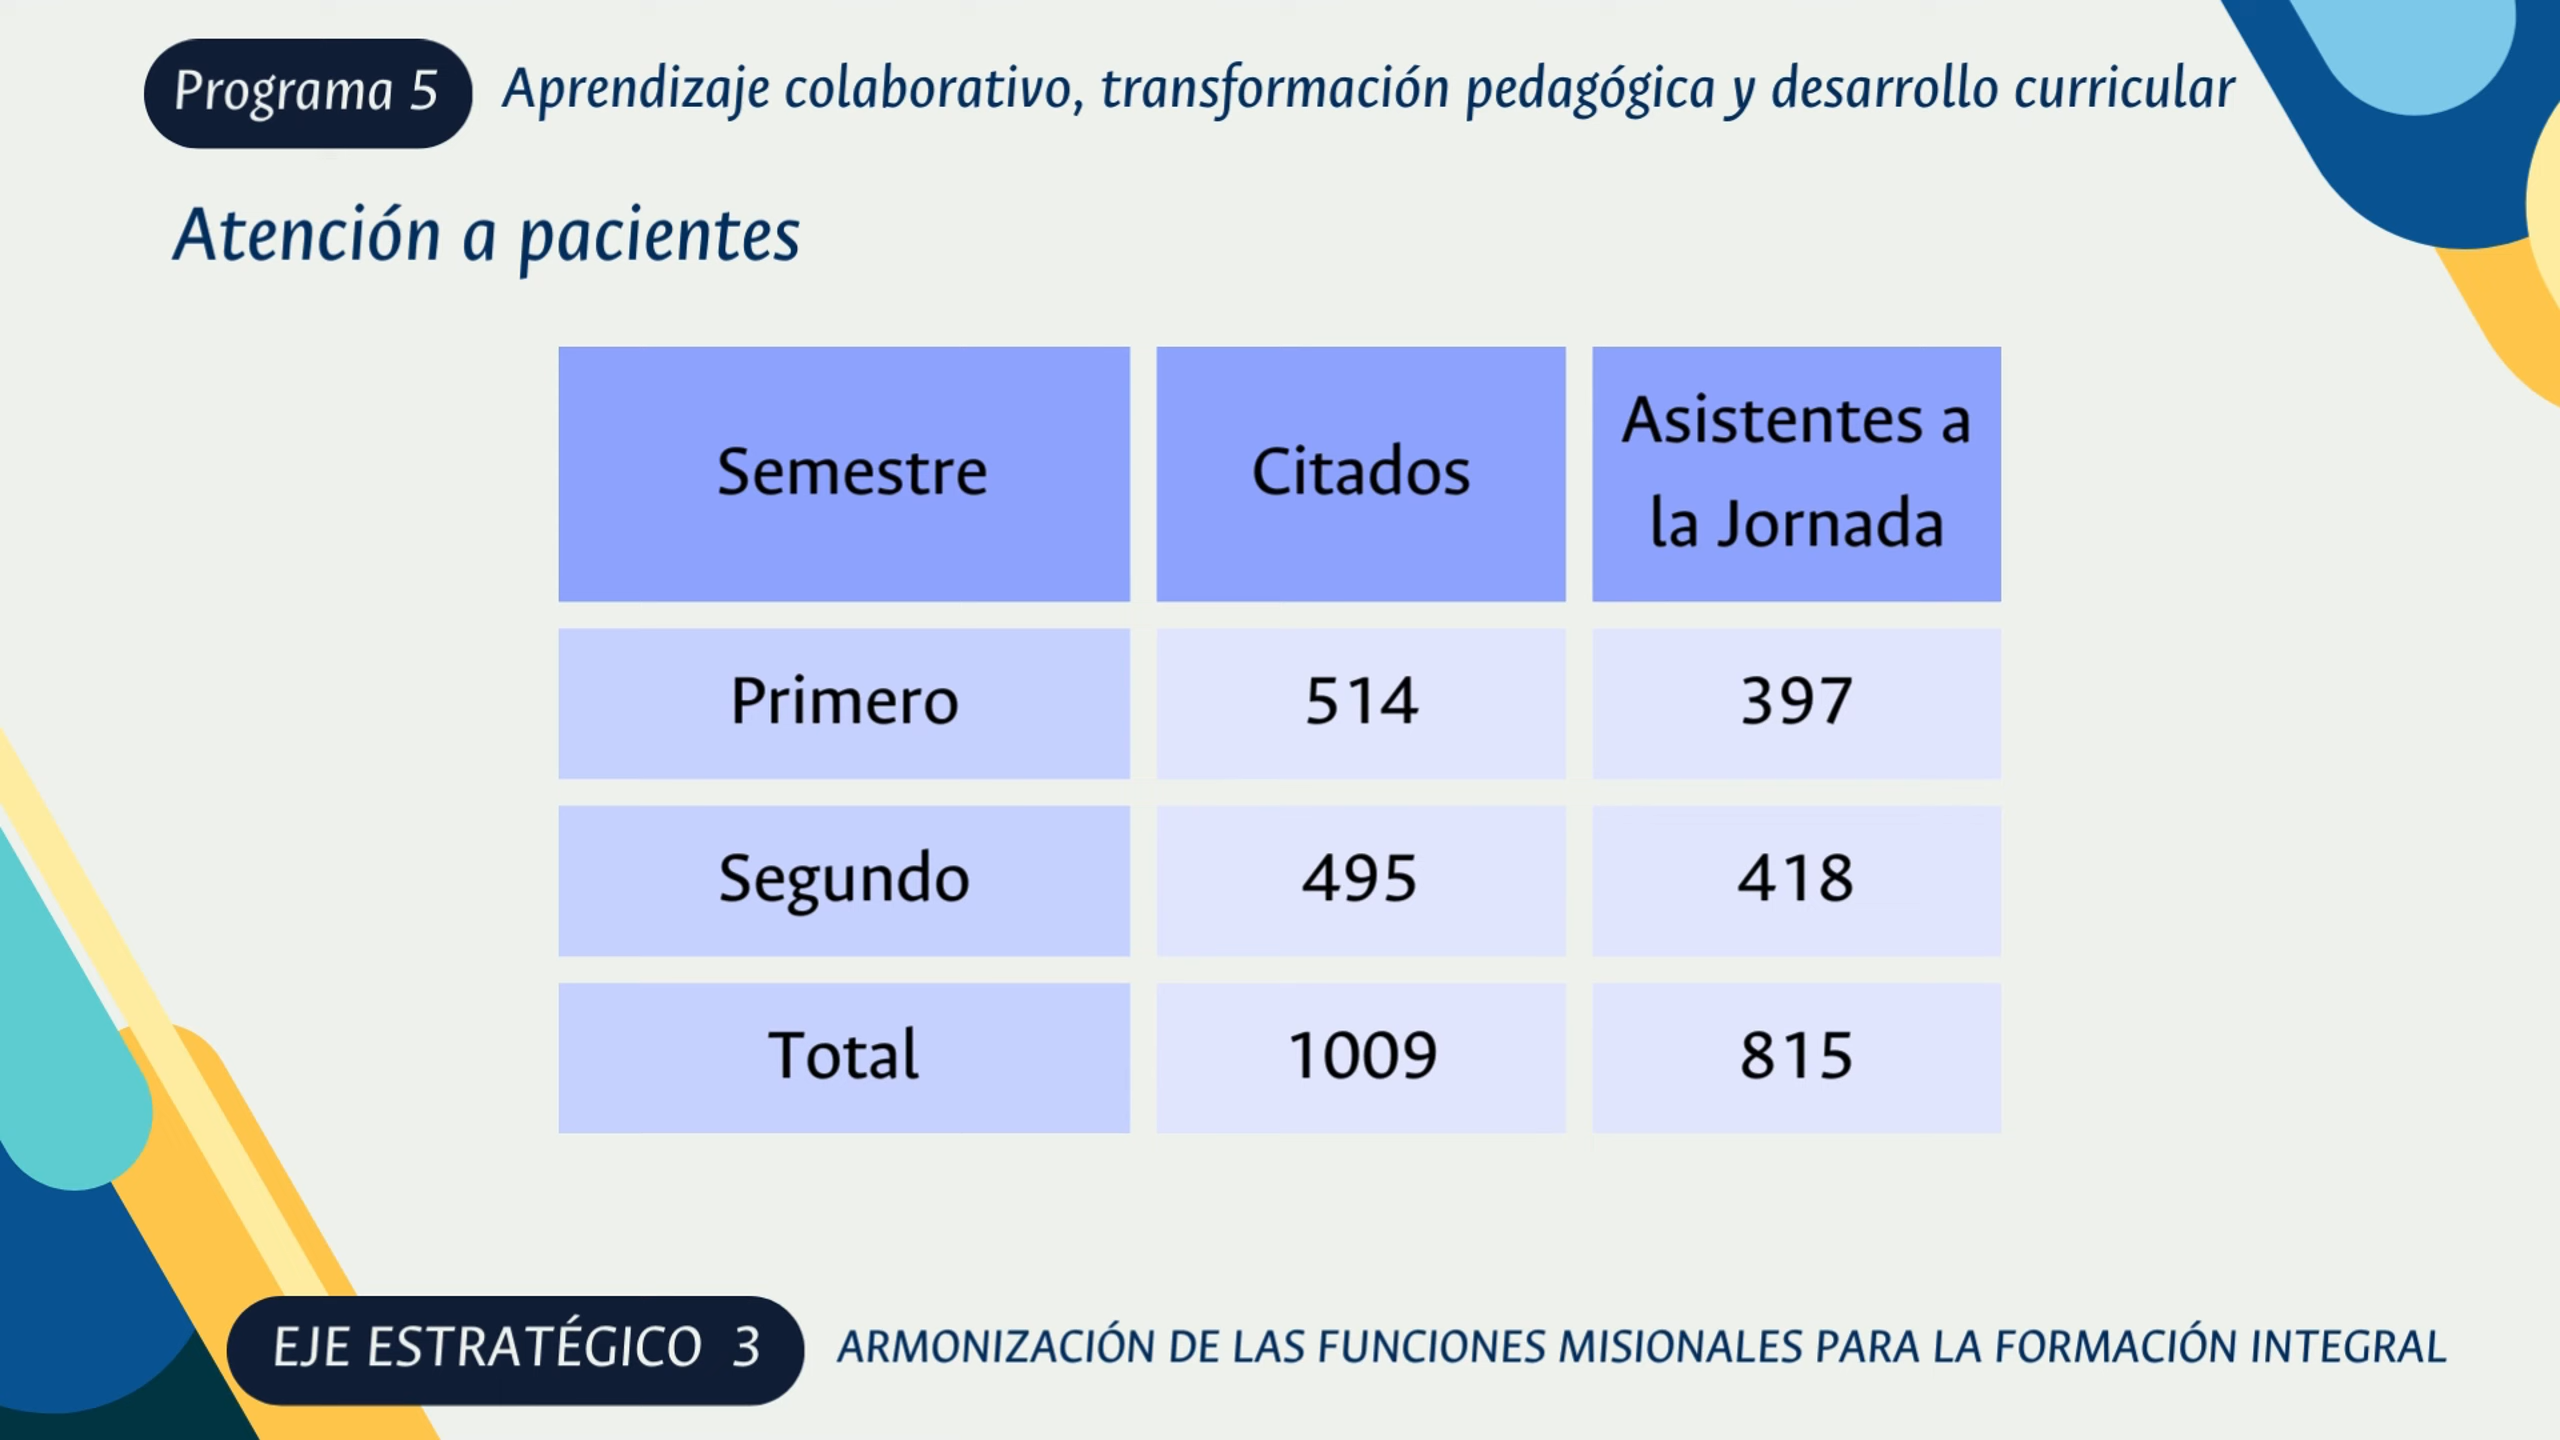 Programa 5 Aprendizaje colaborativo, transformación pedagógica y desarrollo curricular
Atención a pacientes
Semestre Citados Asistentes a
la Jornada
Primero 514 397
Segundo 495 418
Total 1009 815
EJE ESTRATÉGICO 3 ARMONIZACIÓN DE LAS FUNCIONES MISIONALES PARA LA FORMACIÓN INTEGRAL